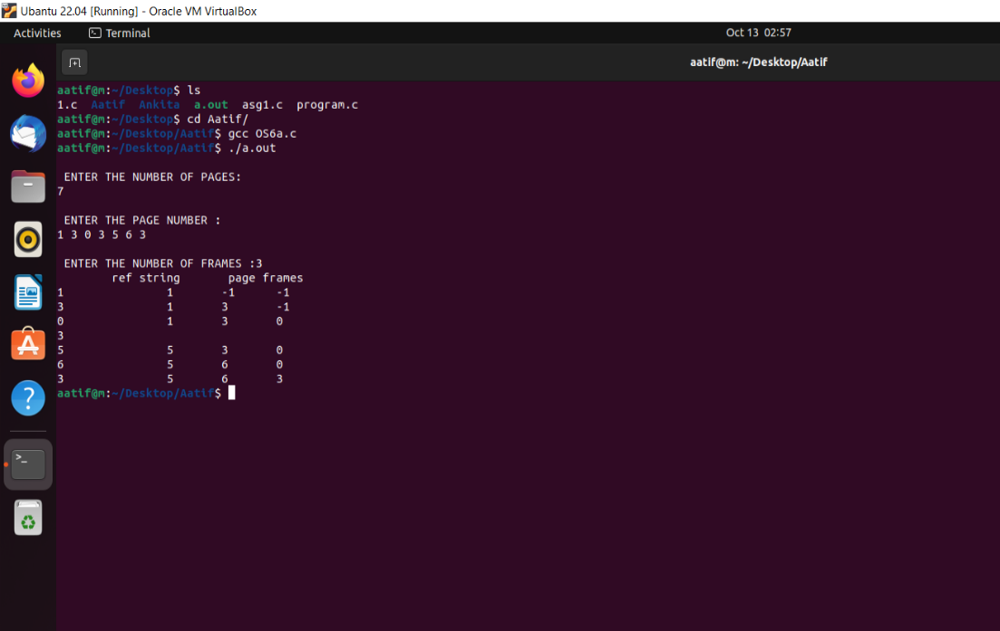 Ubantu 22.04 [Running] - Oracle VM VirtualBox
Activities Terminal Oct 13 02:57
aatif@m: ~/Desktop/Aatif
aatif@m:~/Desktop$ ls
1.c Aatif Ankita a.out asg1.c program.c
aatif@m:~/Desktop$ cd Aatif/
aatif@m:~/Desktop/Aatif$ gcc OS6a.c
aatif@m:~/Desktop/Aatif$ ./a.out
ENTER THE NUMBER OF PAGES:
7
ENTER THE PAGE NUMBER :
1 3 0 3 5 6 3
ENTER THE NUMBER OF FRAMES :3
ref string page frames
1 1 -1 -1
3 1 3 -1
0 1 3 0
3
5 5 3 0
6 5 6 0
3 5 6 3
aatif@m:~/Desktop/Aatif$